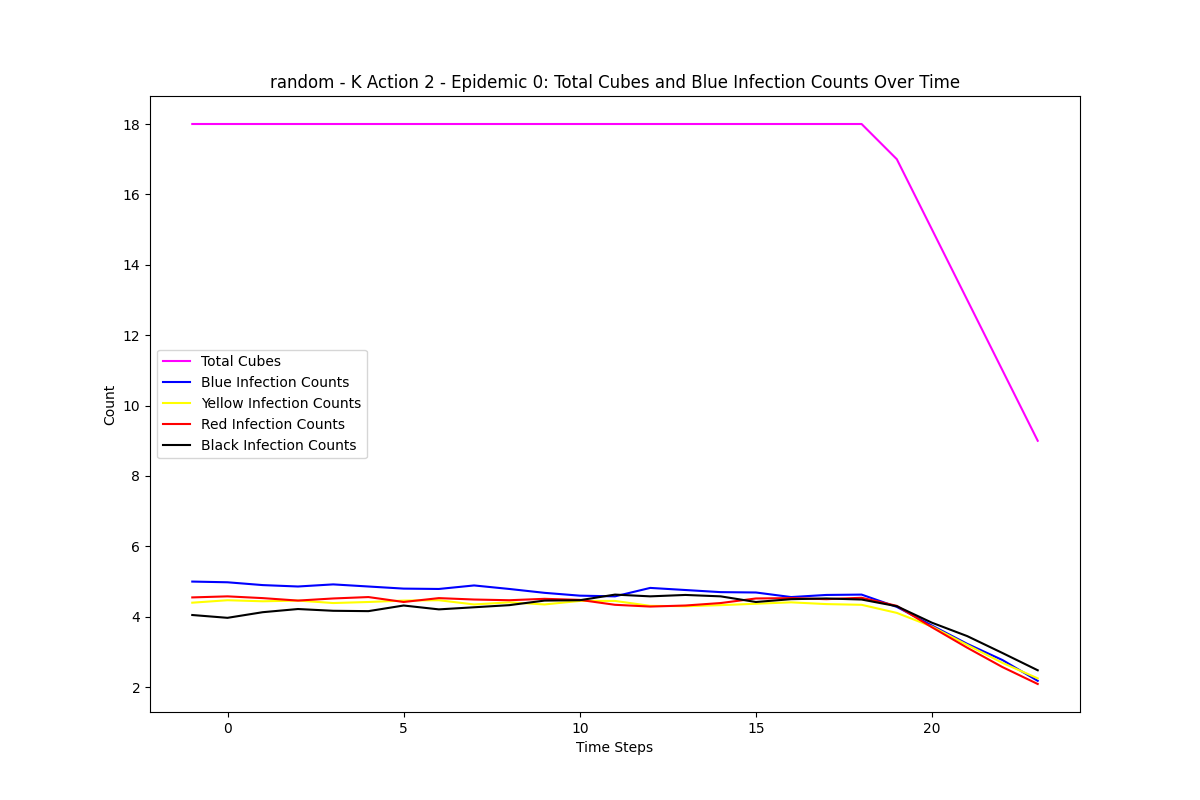 random - K Action 2 - Epidemic 0: Total Cubes and Blue Infection Counts Over Time
18
16
14
12
10
8
6
4
2
Count
Total Cubes
Blue Infection Counts
Yellow Infection Counts
Red Infection Counts
Black Infection Counts
0 5 10 15 20
Time Steps